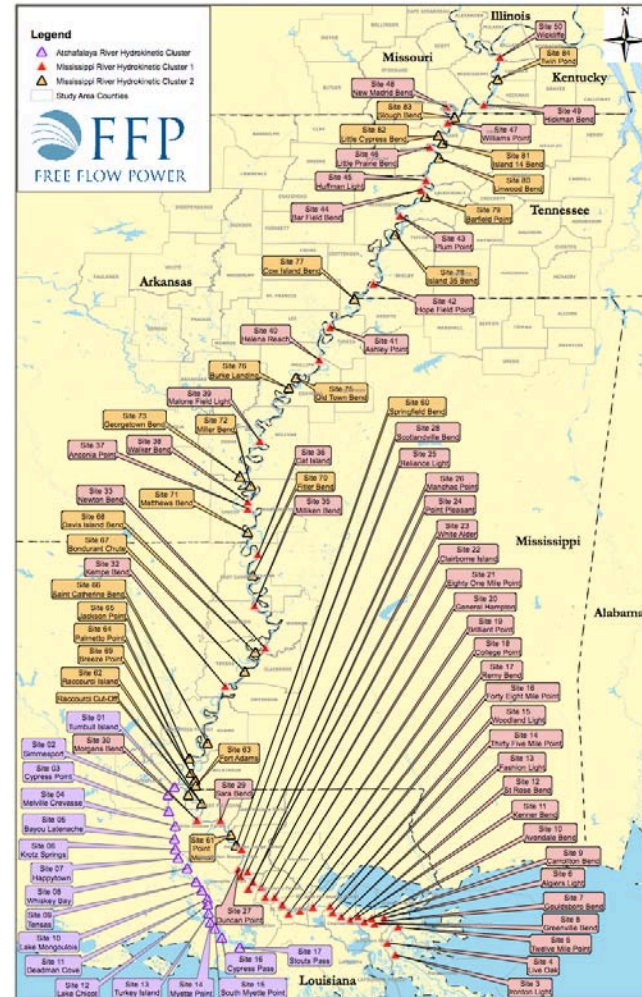 Legend
Atchafalaya River Hydrokinetic Cluster
Mississippi River Hydrokinetic Cluster 1
Mississippi River Hydrokinetic Cluster 2
Study Area Counties
FFP
FREE FLOW POWER
N
Illinois
Missouri
Kentucky
Tennessee
Arkansas
Mississippi
Alabama
Louisiana
Site 50
Wickliffe
Site 84
Twin Pond
Site 48
New Madrid Bend
Site 49
Hickman Bend
Site 83
Slough Bend
Site 47
Williams Point
Site 82
Little Cypress Bend
Site 81
Island 14 Bend
Site 46
Little Prairie Bend
Site 80
Linwood Bend
Site 45
Huffman Light
Site 79
Barfield Point
Site 44
Bar Field Bend
Site 43
Plum Point
Site 78
Island 35 Bend
Site 77
Cow Island Bend
Site 42
Hope Field Point
Site 41
Ashley Point
Site 40
Helena Reach
Site 76
Burke Landing
Site 75
Old Town Bend
Site 39
Malone Field Light
Site 73
Georgetown Bend
Site 72
Miller Bend
Site 38
Walker Bend
Site 37
Anconia Point
Site 71
Matthews Bend
Site 36
Cat Island
Site 70
Fitler Bend
Site 35
Milliken Bend
Site 33
Newton Bend
Site 68
Davis Island Bend
Site 67
Bondurant Chute
Site 32
Kempe Bend
Site 66
Saint Catherine Bend
Site 65
Jackson Point
Site 64
Palmetto Point
Site 69
Breeze Point
Site 62
Raccourci Island
Raccourci Cut-Off
Site 63
Fort Adams
Site 30
Morgans Bend
Site 29
Sara Bend
Site 61
Point
Menoir
Site 27
Duncan Point
Site 60
Springfield Bend
Site 28
Scotlandville Bend
Site 25
Reliance Light
Site 26
Manchac Point
Site 24
Point Pleasant
Site 23
White Alder
Site 22
Clairborne Island
Site 21
Eighty One Mile Point
Site 20
General Hampton
Site 19
Brilliant Point
Site 18
College Point
Site 17
Remy Bend
Site 16
Forty Eight Mile Point
Site 15
Woodland Light
Site 14
Thirty Five Mile Point
Site 13
Fashion Light
Site 12
St Rose Bend
Site 11
Kenner Bend
Site 10
Avondale Bend
Site 9
Carrollton Bend
Site 6
Algiers Light
Site 7
Gouldsboro Bend
Site 8
Greenville Bend
Site 5
Twelve Mile Point
Site 4
Live Oak
Site 3
Ironton Light
Site 01
Turnbull Island
Site 02
Simmesport
Site 03
Cypress Point
Site 04
Melville Crevasse
Site 05
Bayou Latenache
Site 06
Krotz Springs
Site 07
Happytown
Site 08
Whiskey Bay
Site 09
Tensas
Site 10
Lake Mongoulois
Site 11
Deadman Cove
Site 12
Lake Chicot
Site 13
Turkey Island
Site 14
Myette Point
Site 15
South Myette Point
Site 16
Cypress Pass
Site 17
Stouts Pass